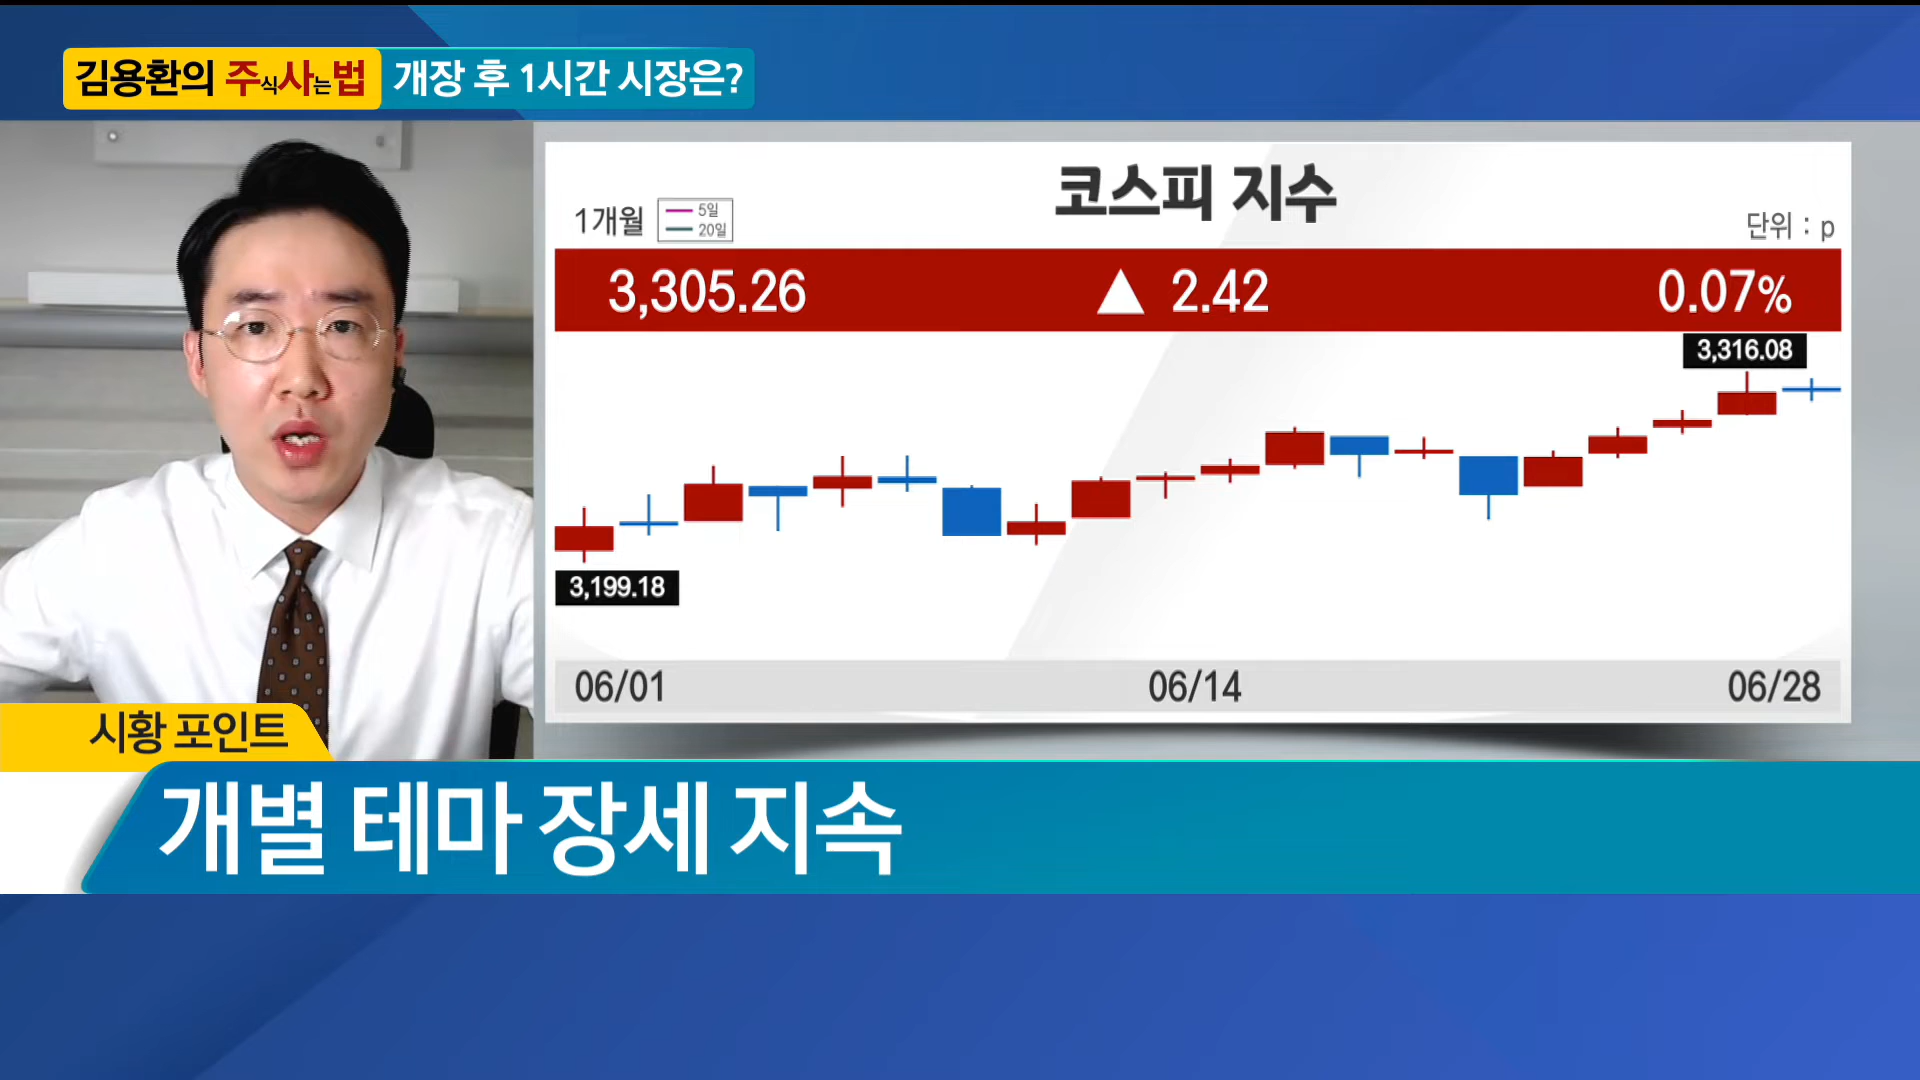 김용환의 주식사는법 개장 후 1시간 시장은?
코스피 지수
1개월
5일
20일
단위 : p
3,305.26 ▲ 2.42 0.07%
3,316.08
3,199.18
06/01 06/14 06/28
시황 포인트
개별 테마 장세 지속